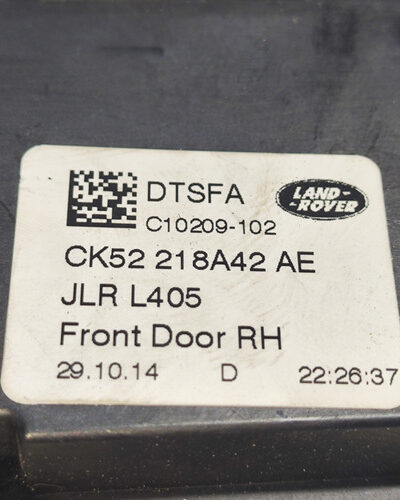 DTSFA
LAND-
-ROVER
C10209-102
CK52 218A42 AE
JLR L405
Front Door RH
29.10.14 D 22:26:37